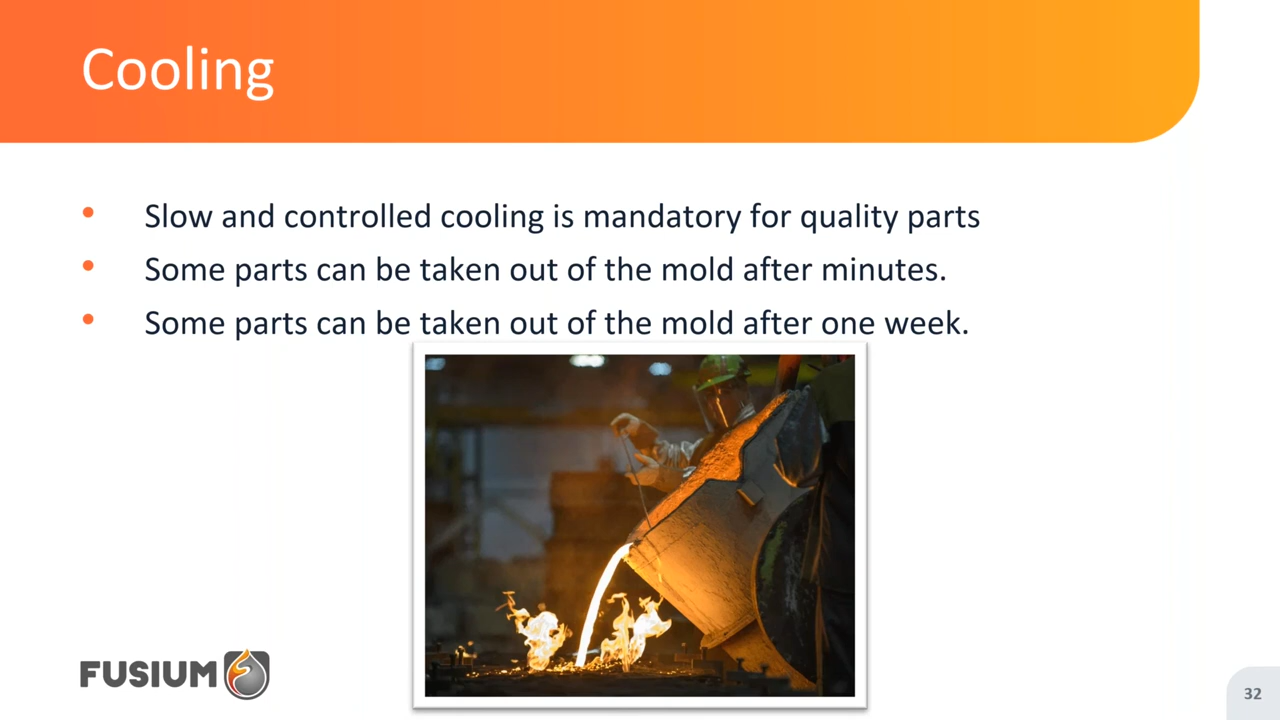 Cooling
• Slow and controlled cooling is mandatory for quality parts
• Some parts can be taken out of the mold after minutes.
• Some parts can be taken out of the mold after one week.
FUSIUM
32